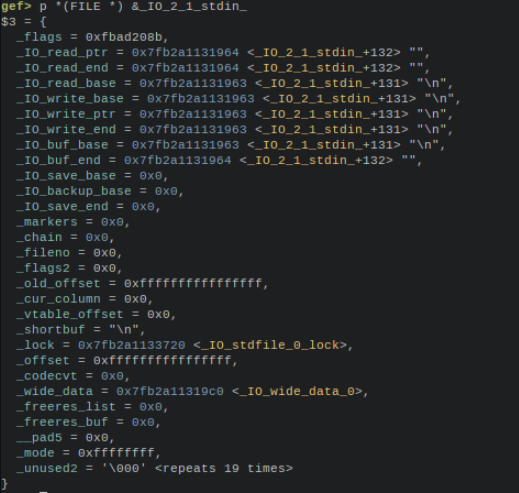 gef> p *(FILE *) &_IO_2_1_stdin_
$3 = {
  _flags = 0xfbad208b,
  _IO_read_ptr = 0x7fb2a1131964 <_IO_2_1_stdin_+132> "",
  _IO_read_end = 0x7fb2a1131964 <_IO_2_1_stdin_+132> "",
  _IO_read_base = 0x7fb2a1131963 <_IO_2_1_stdin_+131> "\n",
  _IO_write_base = 0x7fb2a1131963 <_IO_2_1_stdin_+131> "\n",
  _IO_write_ptr = 0x7fb2a1131963 <_IO_2_1_stdin_+131> "\n",
  _IO_write_end = 0x7fb2a1131963 <_IO_2_1_stdin_+131> "\n",
  _IO_buf_base = 0x7fb2a1131963 <_IO_2_1_stdin_+131> "\n",
  _IO_buf_end = 0x7fb2a1131964 <_IO_2_1_stdin_+132> "",
  _IO_save_base = 0x0,
  _IO_backup_base = 0x0,
  _IO_save_end = 0x0,
  _markers = 0x0,
  _chain = 0x0,
  _fileno = 0x0,
  _flags2 = 0x0,
  _old_offset = 0xffffffffffffffff,
  _cur_column = 0x0,
  _vtable_offset = 0x0,
  _shortbuf = "\n",
  _lock = 0x7fb2a1133720 <_IO_stdfile_0_lock>,
  _offset = 0xffffffffffffffff,
  _codecvt = 0x0,
  _wide_data = 0x7fb2a11319c0 <_IO_wide_data_0>,
  _freeres_list = 0x0,
  _freeres_buf = 0x0,
  __pad5 = 0x0,
  _mode = 0xffffffff,
  _unused2 = '\000' <repeats 19 times>
}